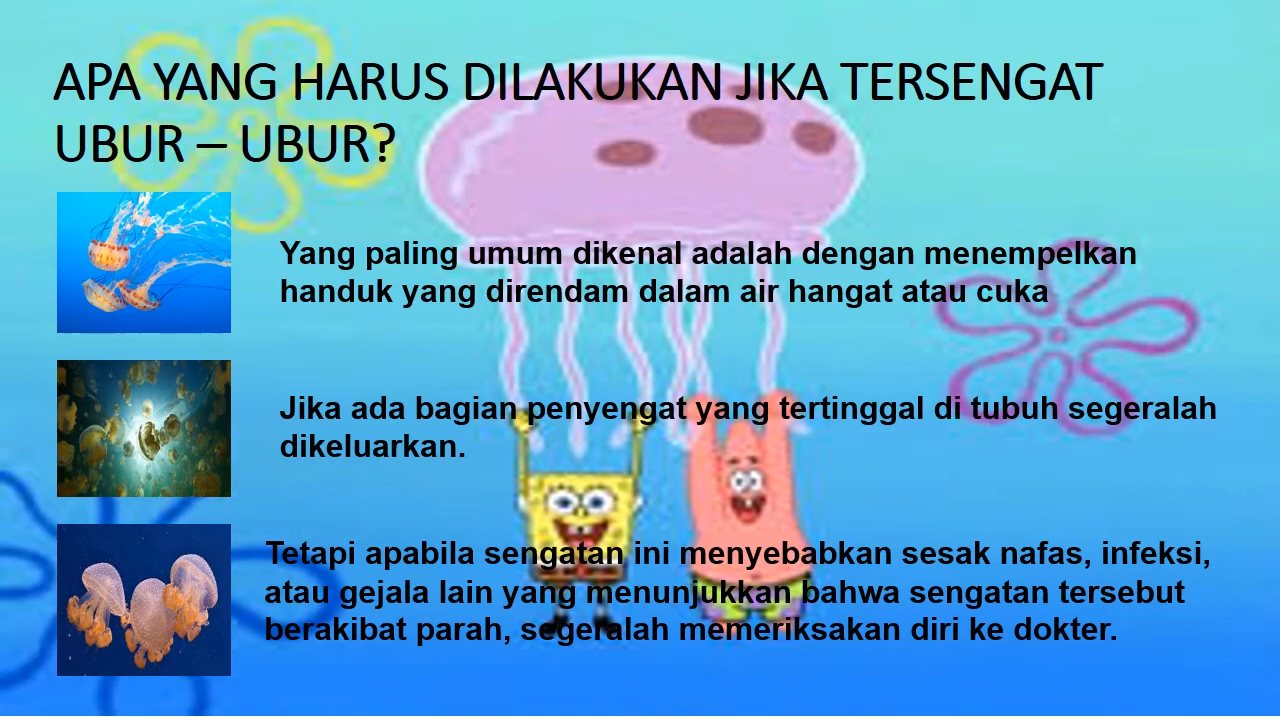 APA YANG HARUS DILAKUKAN JIKA TERSENGAT
UBUR – UBUR?
Yang paling umum dikenal adalah dengan menempelkan
handuk yang direndam dalam air hangat atau cuka
Jika ada bagian penyengat yang tertinggal di tubuh segeralah
dikeluarkan.
Tetapi apabila sengatan ini menyebabkan sesak nafas, infeksi,
atau gejala lain yang menunjukkan bahwa sengatan tersebut
berakibat parah, segeralah memeriksakan diri ke dokter.